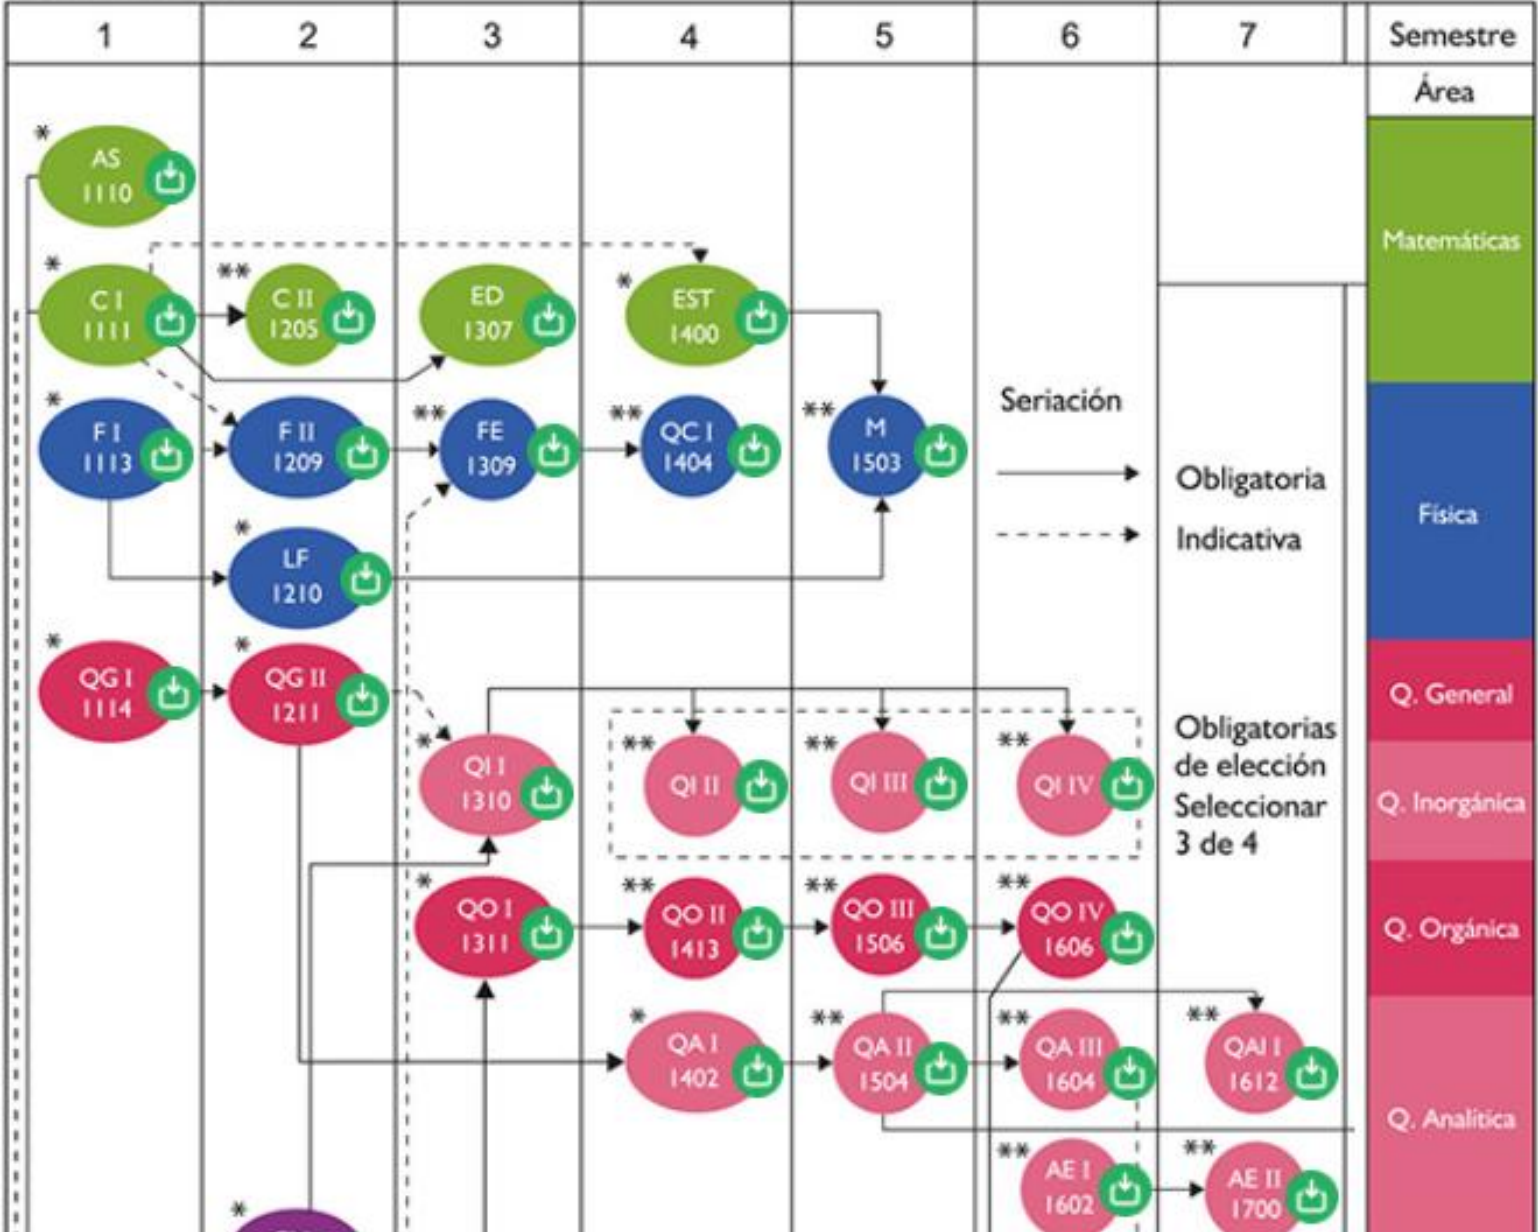 1 2 3 4 5 6 7 Semestre
Área
*
AS
1110
Matemáticas
*
C I
1111
**
C II
1205
ED
1307
*
EST
1400
Seriación
Obligatoria
Indicativa
*
F I
1113
F II
1209
**
FE
1309
**
QC I
1404
**
M
1503
Física
*
LF
1210
*
QG I
1114
*
QG II
1211
Q. General
*
QI I
1310
**
QI II
**
QI III
**
QI IV
Obligatorias
de elección
Seleccionar
3 de 4
Q. Inorgánica
*
QO I
1311
**
QO II
1413
**
QO III
1506
**
QO IV
1606
Q. Orgánica
*
QA I
1402
**
QA II
1504
**
QA III
1604
**
QAI I
1612
Q. Analítica
**
AE I
1602
**
AE II
1700
*